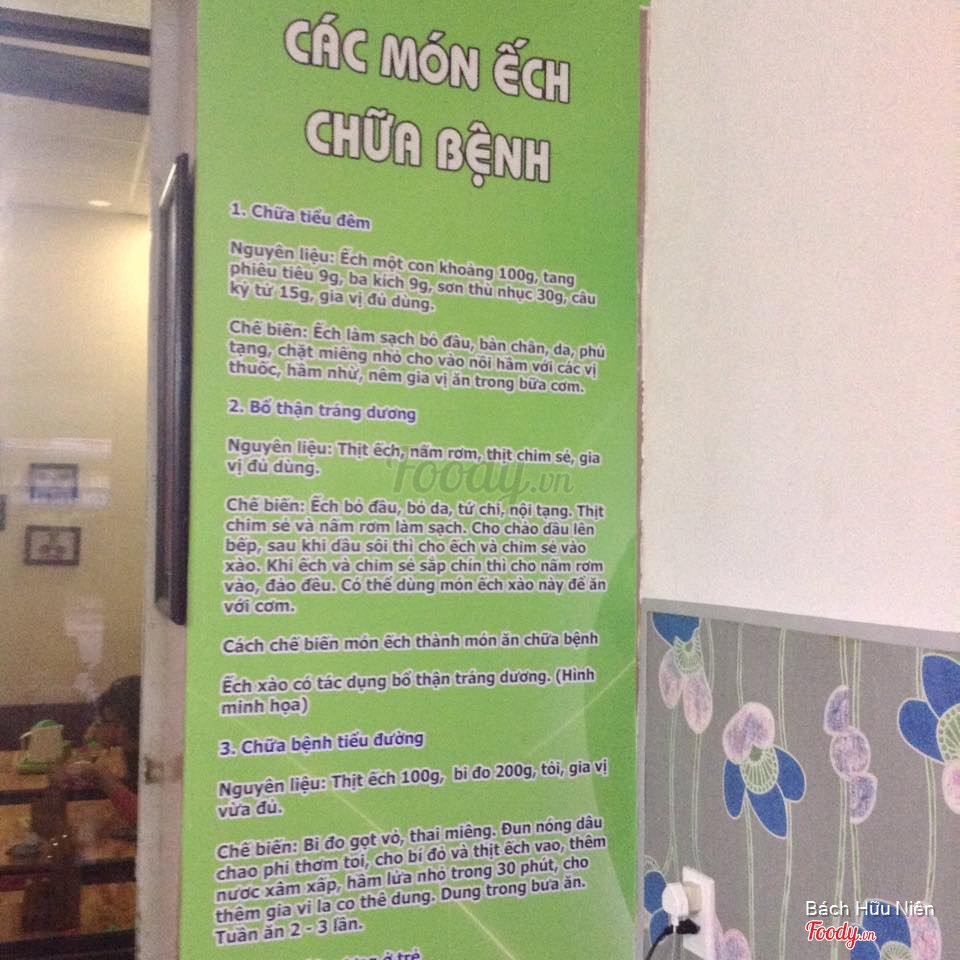 CÁC MÓN ẾCH
CHỮA BỆNH
1. Chữa tiểu đêm
Nguyên liệu: Ếch một con khoảng 100g, tang
phiêu tiêu 9g, ba kích 9g, sơn thù nhục 30g, câu
kỷ tử 15g, gia vị đủ dùng.
Chế biến: Ếch làm sạch bỏ đầu, bàn chân, da, phủ
tạng, chặt miếng nhỏ cho vào nồi hầm với các vị
thuốc, hầm nhừ, nêm gia vị ăn trong bữa cơm.
2. Bổ thận tráng dương
Nguyên liệu: Thịt ếch, nấm rơm, thịt chim sẻ, gia
vị đủ dùng.
Foody.vn
Chế biến: Ếch bỏ đầu, bỏ da, tứ chi, nội tạng. Thịt
chim sẻ và nấm rơm làm sạch. Cho chảo dầu lên
bếp, sau khi dầu sôi thì cho ếch và chim sẻ vào
xào. Khi ếch và chim sẻ sắp chín thì cho nấm rơm
vào, đảo đều. Có thể dùng món ếch xào này để ăn
với cơm.
Cách chế biến món ếch thành món ăn chữa bệnh
Ếch xào có tác dụng bổ thận tráng dương. (Hình
minh họa)
3. Chữa bệnh tiểu đường
Nguyên liệu: Thịt ếch 100g, bí đỏ 200g, tỏi, gia vị
vừa đủ.
Chế biến: Bí đỏ gọt vỏ, thái miếng. Đun nóng dầu
chảo phi thơm tỏi, cho bí đỏ và thịt ếch vào, thêm
nước xâm xấp, hầm lửa nhỏ trong 30 phút, cho
thêm gia vị là có thể dùng. Dùng trong bữa ăn.
Tuần ăn 2 - 3 lần.
ở trẻ
Bách Hữu Niên
Foody.vn